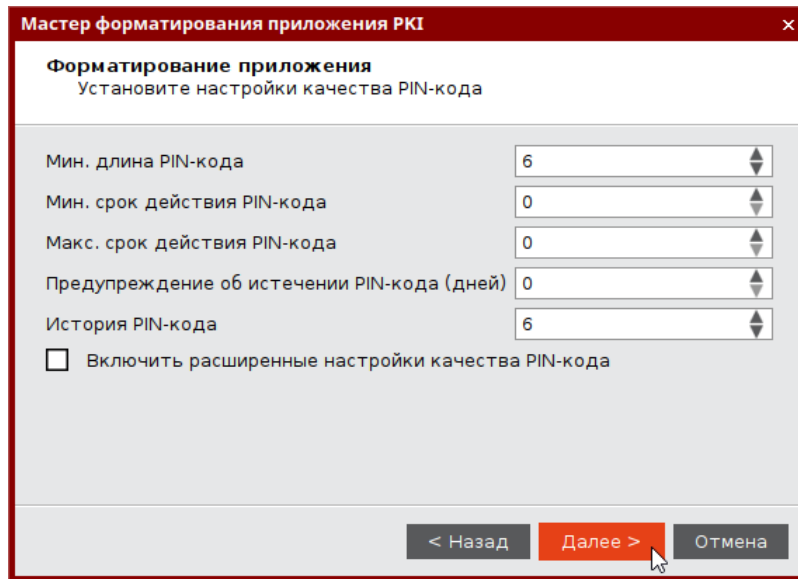 Мастер форматирования приложения PKI
Форматирование приложения
Установите настройки качества PIN-кода
Мин. длина PIN-кода 6
Мин. срок действия PIN-кода 0
Макс. срок действия PIN-кода 0
Предупреждение об истечении PIN-кода (дней) 0
История PIN-кода 6
Включить расширенные настройки качества PIN-кода
< Назад Далее > Отмена